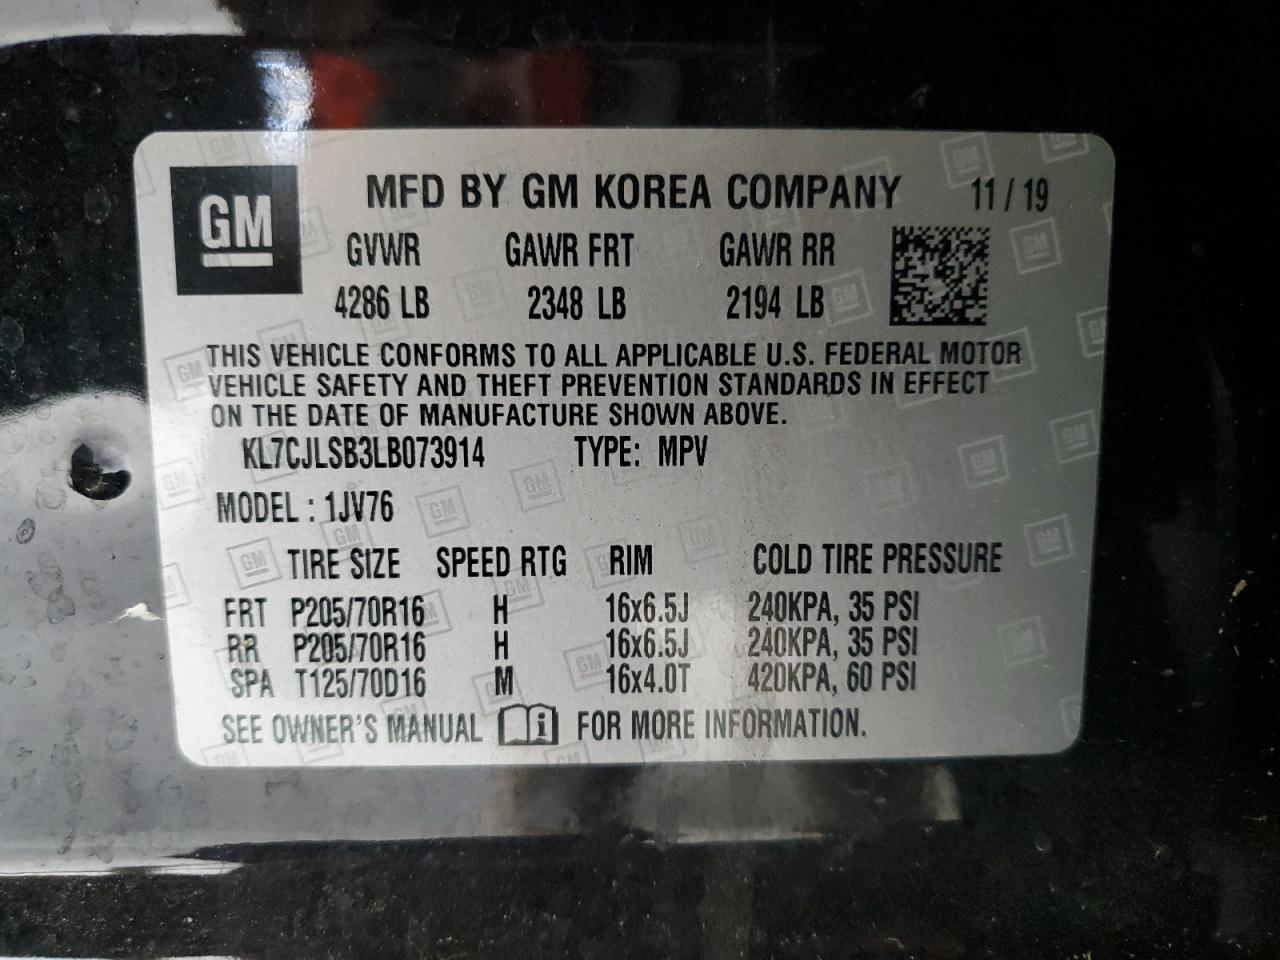 GM
MFD BY GM KOREA COMPANY 11 / 19
GVWR GAWR FRT GAWR RR
4286 LB 2348 LB 2194 LB
THIS VEHICLE CONFORMS TO ALL APPLICABLE U.S. FEDERAL MOTOR
VEHICLE SAFETY AND THEFT PREVENTION STANDARDS IN EFFECT
ON THE DATE OF MANUFACTURE SHOWN ABOVE.
KL7CJLSB3LB073914 TYPE: MPV
MODEL : 1JV76
TIRE SIZE SPEED RTG RIM COLD TIRE PRESSURE
FRT P205/70R16 H 16x6.5J 240KPA, 35 PSI
RR P205/70R16 H 16x6.5J 240KPA, 35 PSI
SPA T125/70D16 M 16x4.0T 420KPA, 60 PSI
SEE OWNER'S MANUAL i FOR MORE INFORMATION.